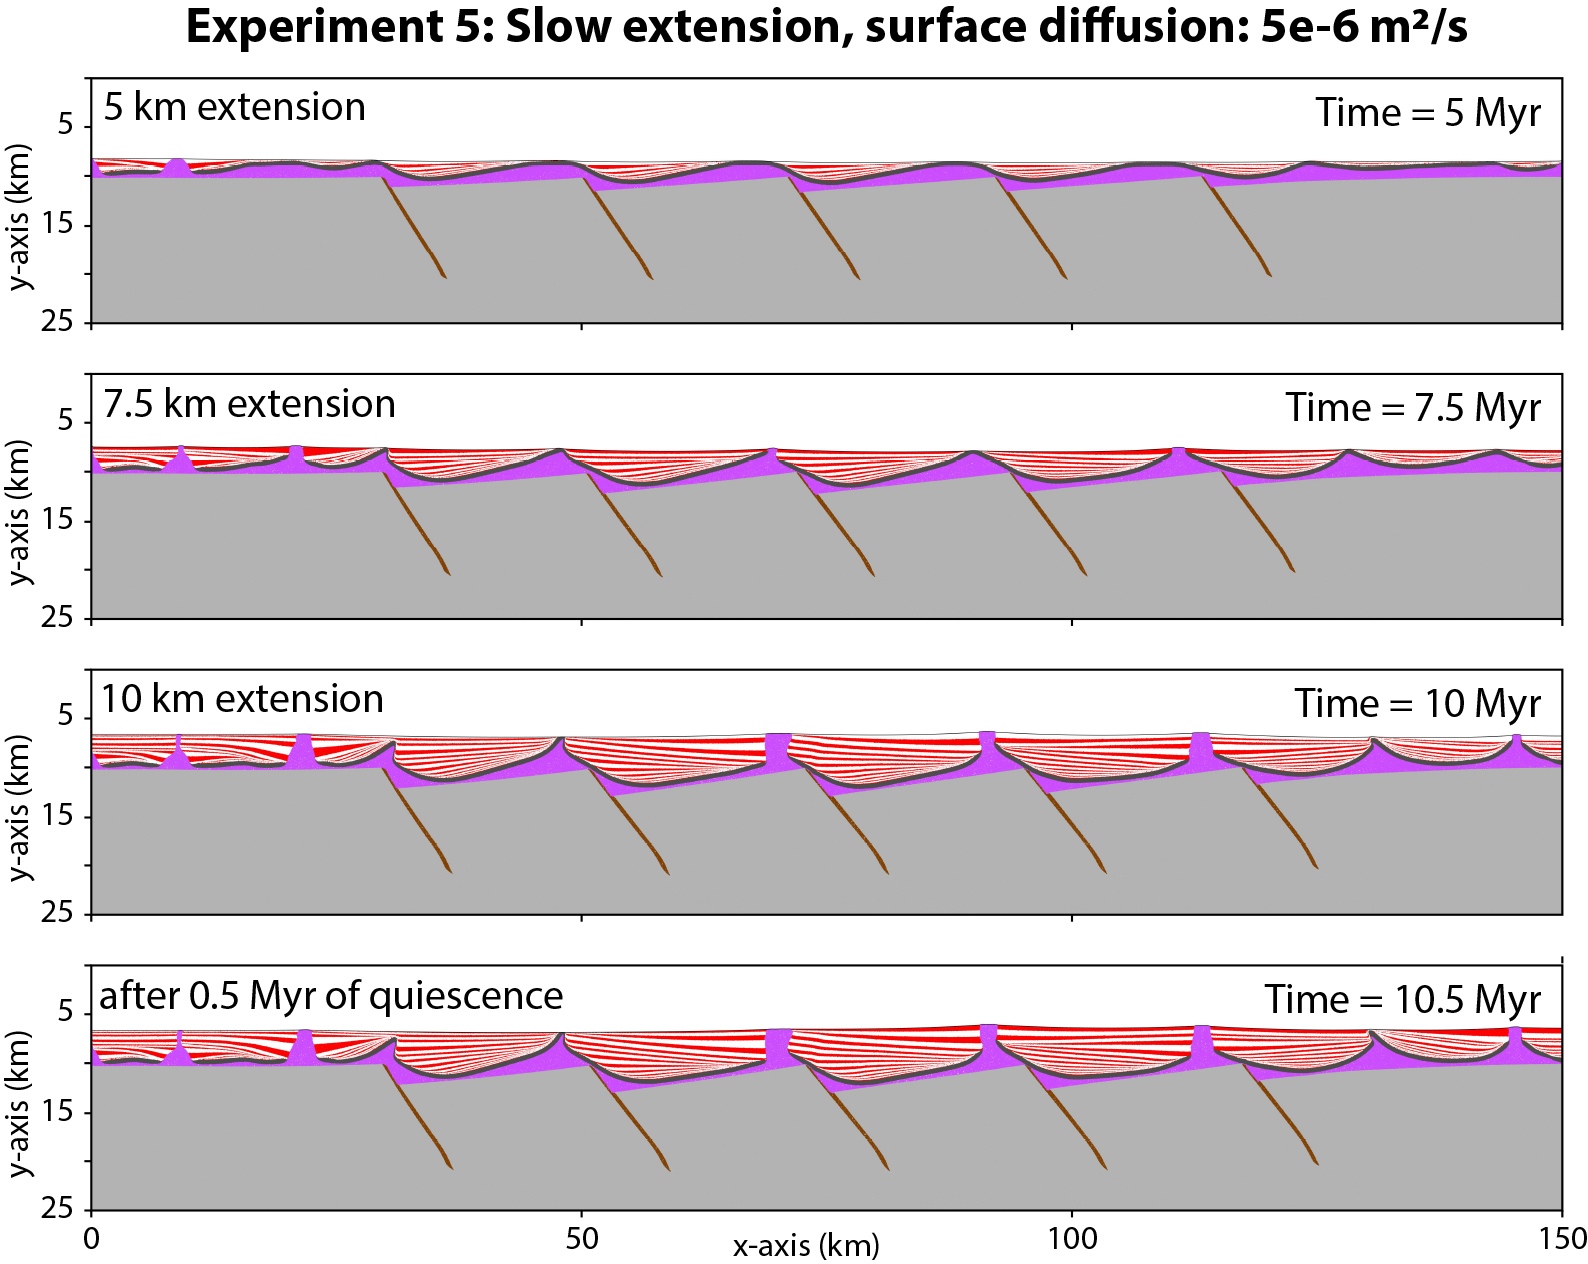 Experiment 5: Slow extension, surface diffusion: 5e-6 m²/s
5 km extension
Time = 5 Myr
5
15
25
y-axis (km)
7.5 km extension
Time = 7.5 Myr
5
15
25
y-axis (km)
10 km extension
Time = 10 Myr
5
15
25
y-axis (km)
after 0.5 Myr of quiescence
Time = 10.5 Myr
5
15
25
y-axis (km)
0
50
100
150
x-axis (km)